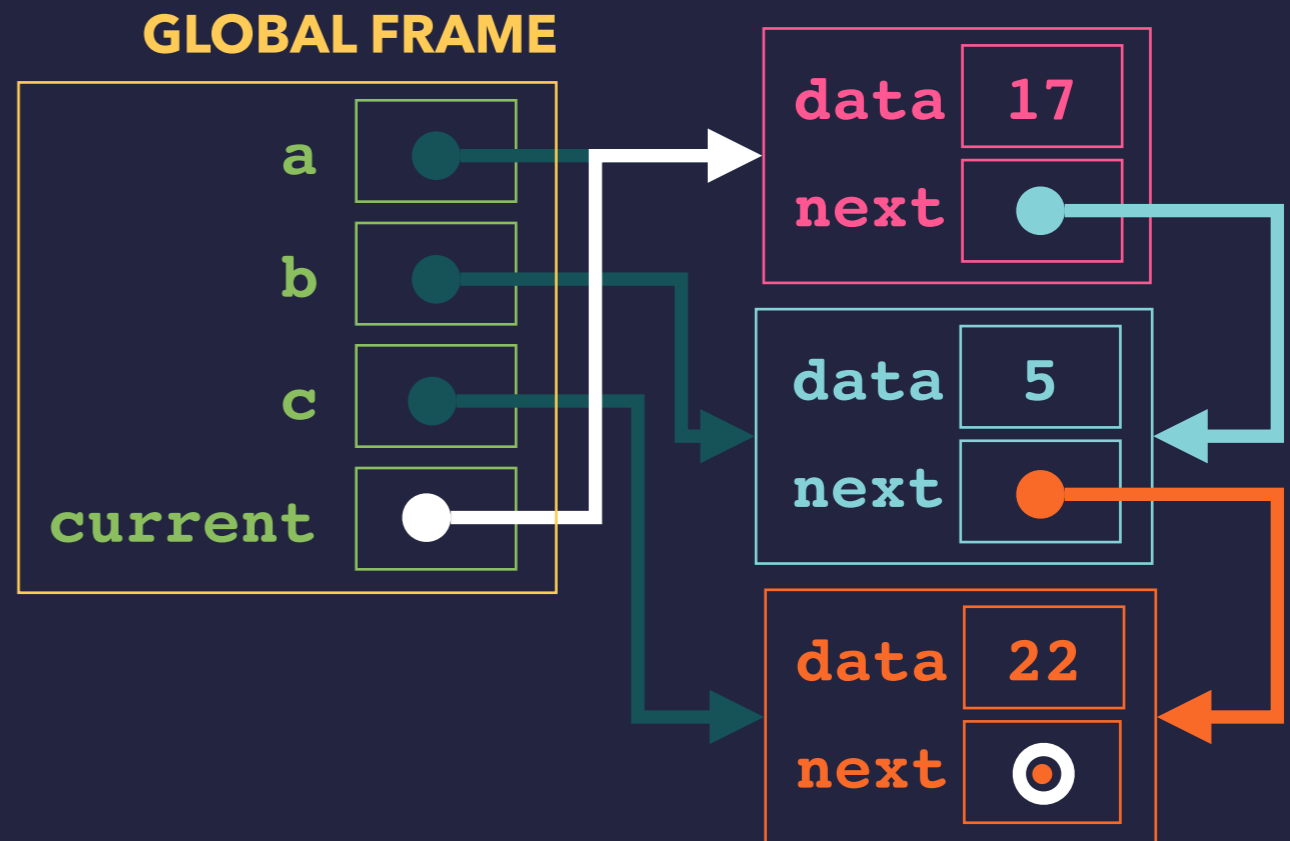 GLOBAL FRAME
a
b
c
current
data 17
next
data 5
next
data 22
next